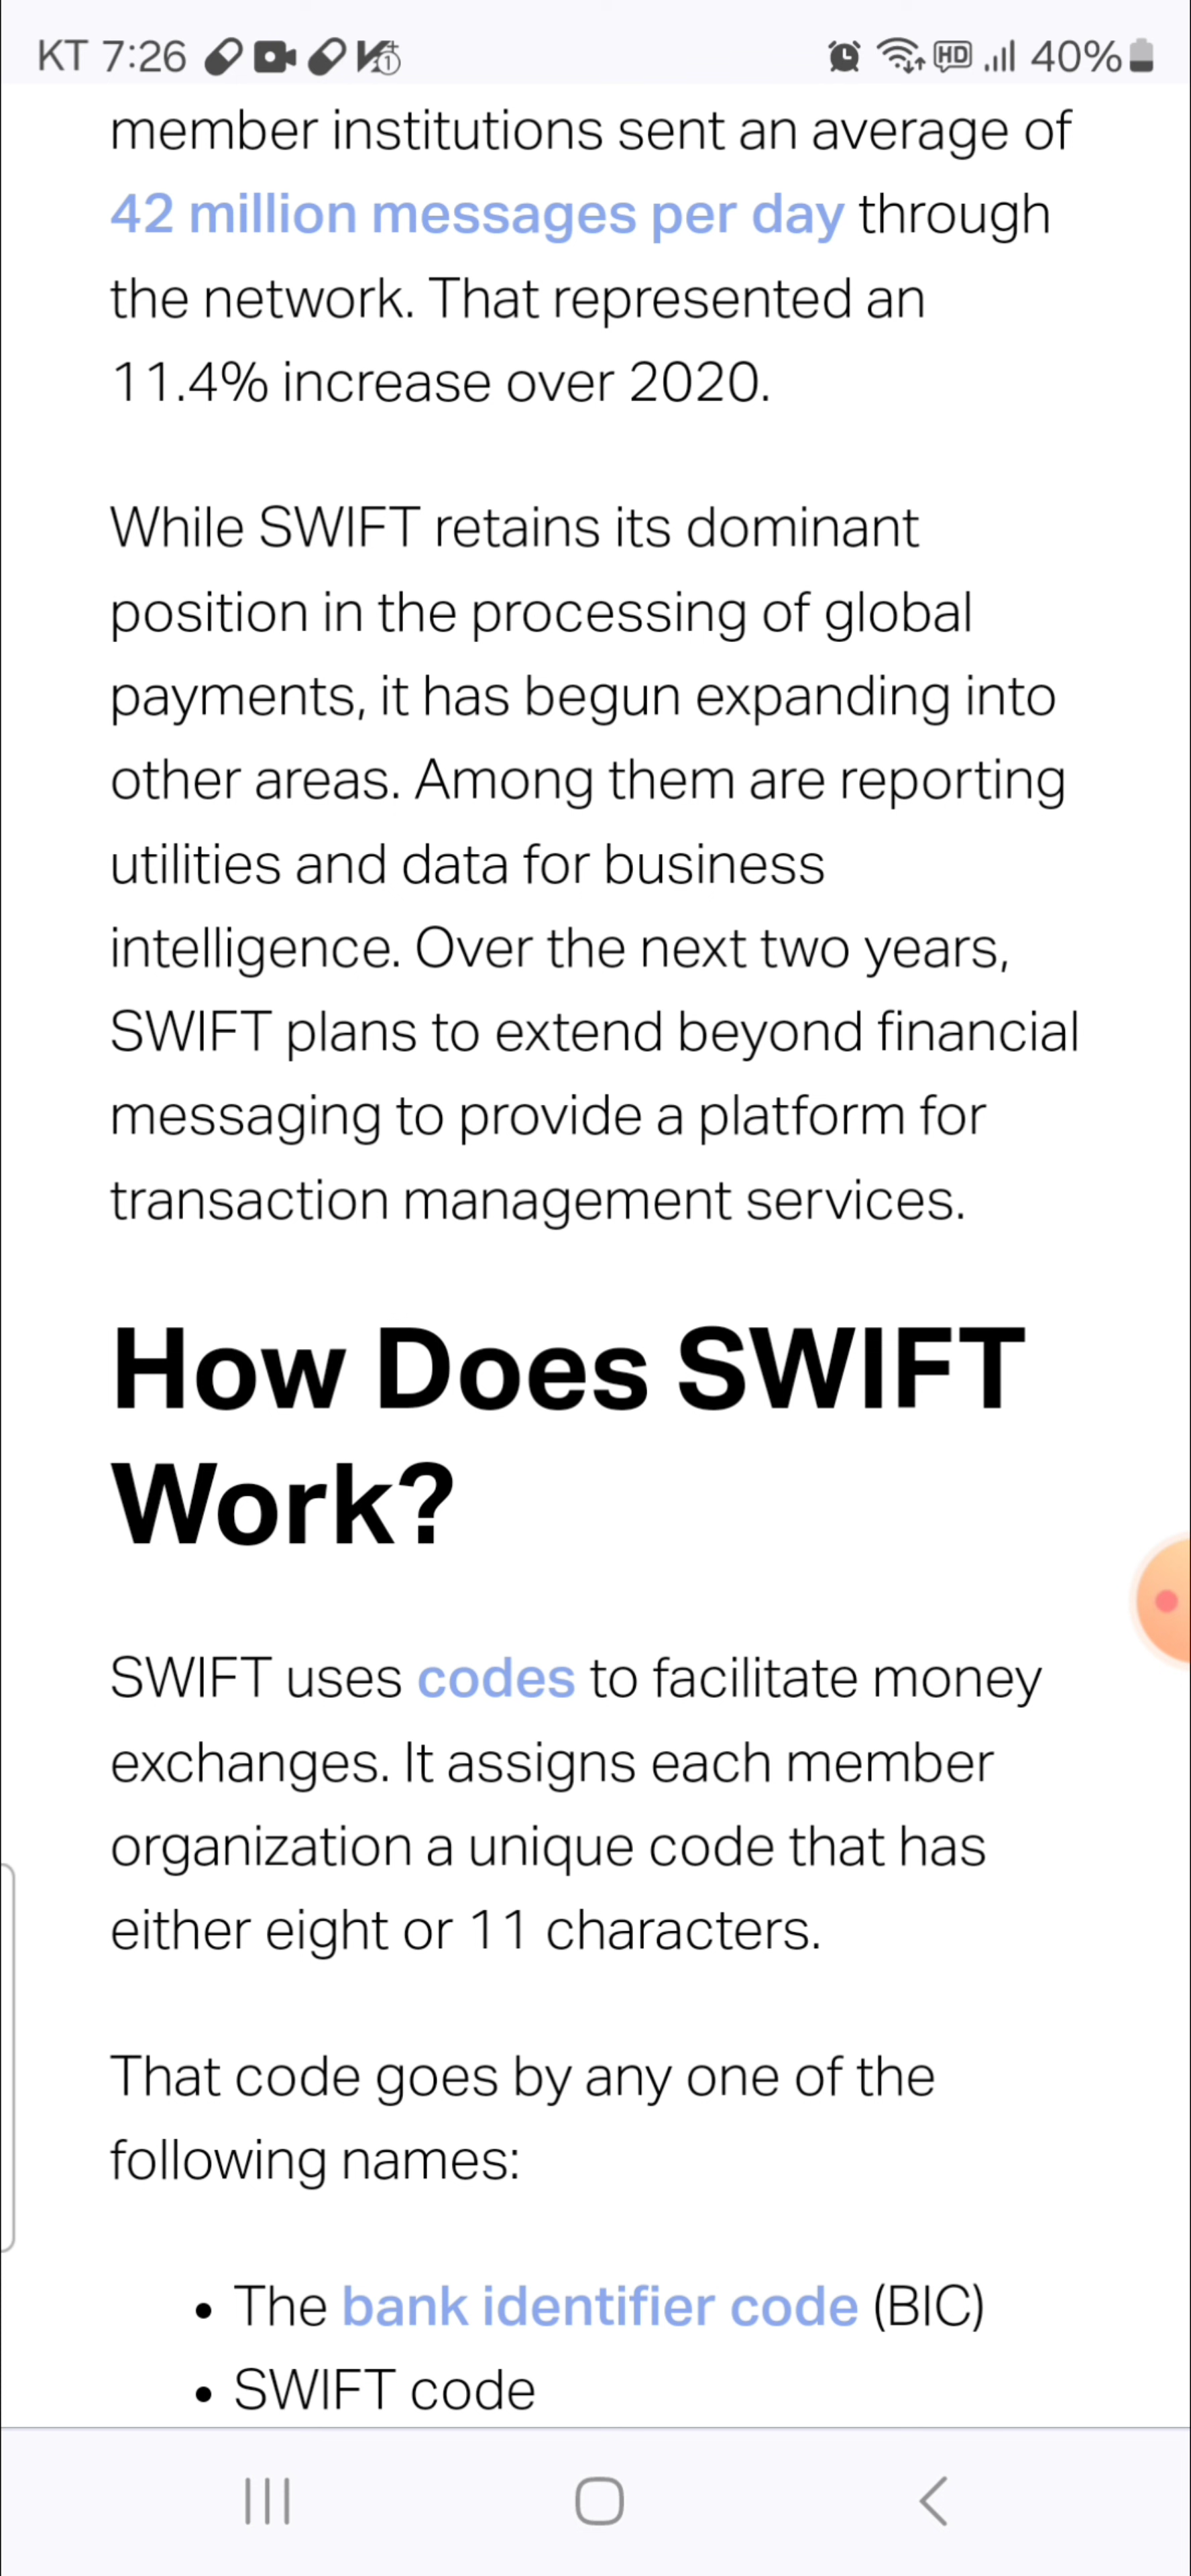 KT 7:26
HD 40%
member institutions sent an average of
42 million messages per day through
the network. That represented an
11.4% increase over 2020.
While SWIFT retains its dominant
position in the processing of global
payments, it has begun expanding into
other areas. Among them are reporting
utilities and data for business
intelligence. Over the next two years,
SWIFT plans to extend beyond financial
messaging to provide a platform for
transaction management services.
How Does SWIFT
Work?
SWIFT uses codes to facilitate money
exchanges. It assigns each member
organization a unique code that has
either eight or 11 characters.
That code goes by any one of the
following names:
• The bank identifier code (BIC)
• SWIFT code